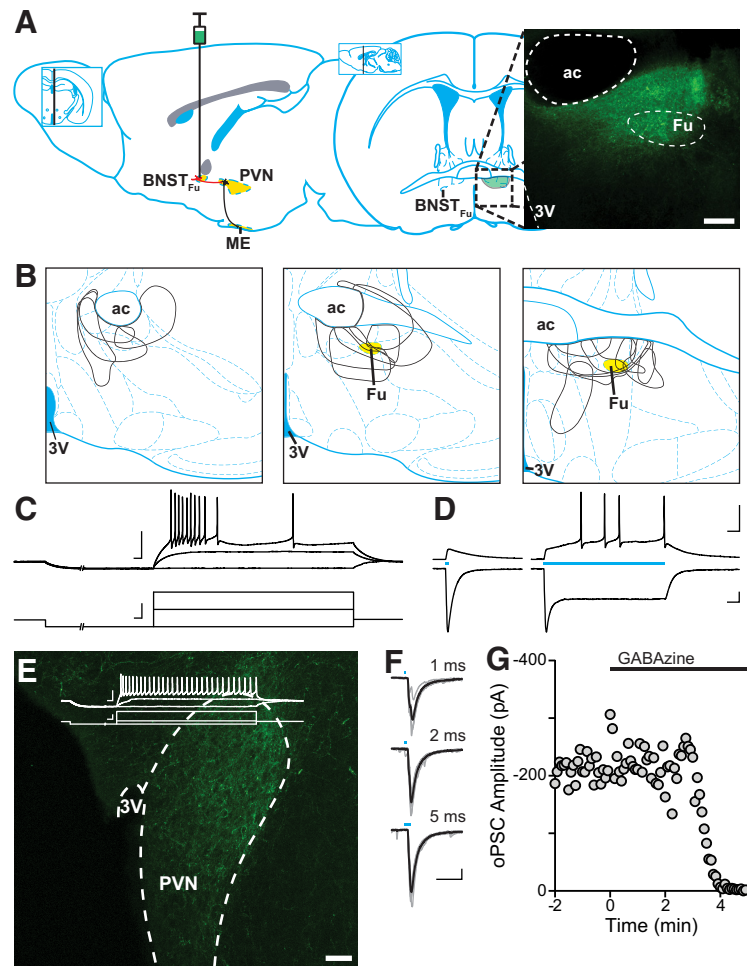 A
BNST Fu
PVN
ME
BNST Fu
3V
ac
Fu
B
ac
3V
ac
Fu
3V
ac
Fu
3V
C
D
E
3V
PVN
F
1 ms
2 ms
5 ms
G
GABAzine
-400
-200
0
oPSC Amplitude (pA)
-2 0 2 4
Time (min)